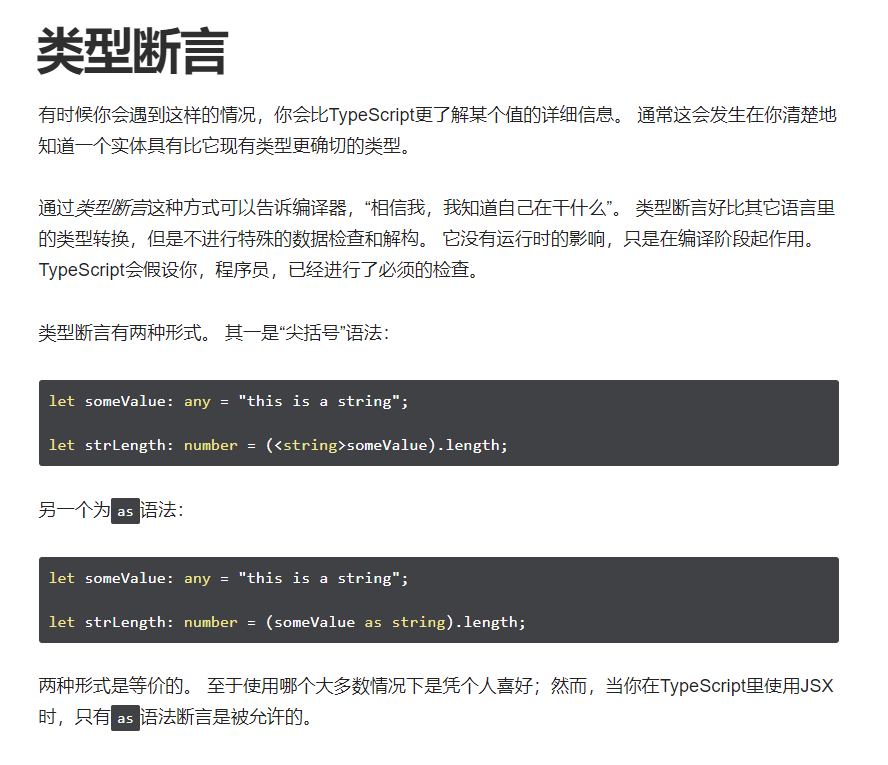 类型断言
有时候你会遇到这样的情况，你会比TypeScript更了解某个值的详细信息。 通常这会发生在你清楚地
知道一个实体具有比它现有类型更确切的类型。
通过类型断言这种方式可以告诉编译器，“相信我，我知道自己在干什么”。 类型断言好比其它语言里
的类型转换，但是不进行特殊的数据检查和解构。 它没有运行时的影响，只是在编译阶段起作用。
TypeScript会假设你，程序员，已经进行了必须的检查。
类型断言有两种形式。 其一是“尖括号”语法：
let someValue: any = "this is a string";
let strLength: number = (<string>someValue).length;
另一个为as语法：
let someValue: any = "this is a string";
let strLength: number = (someValue as string).length;
两种形式是等价的。 至于使用哪个大多数情况下是凭个人喜好；然而，当你在TypeScript里使用JSX
时，只有as语法断言是被允许的。